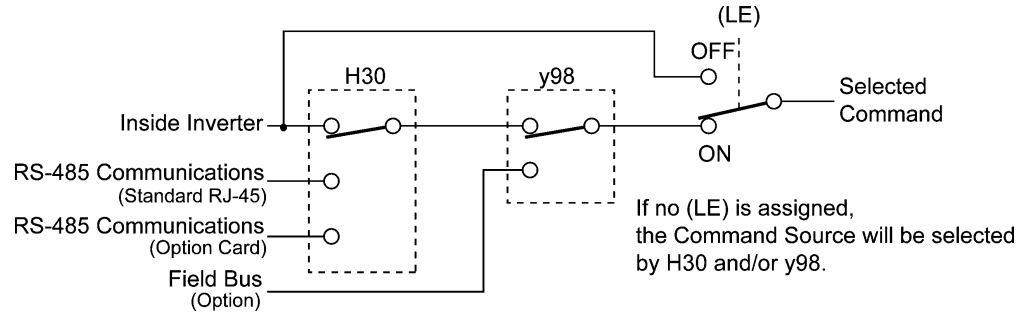 (LE)
OFF
H30
y98
Selected
Command
Inside Inverter
ON
RS-485 Communications
(Standard RJ-45)
RS-485 Communications
(Option Card)
If no (LE) is assigned,
the Command Source will be selected
by H30 and/or y98.
Field Bus
(Option)